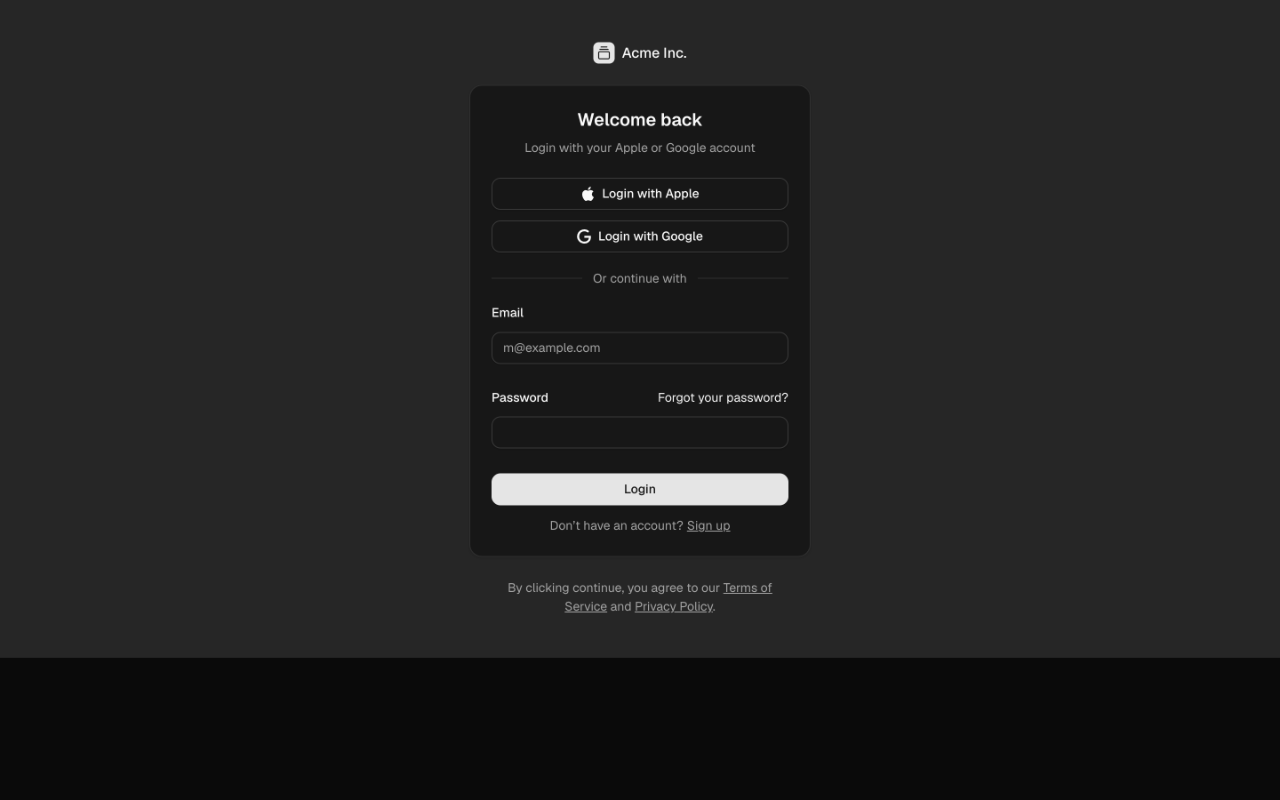 Acme Inc.
Welcome back
Login with your Apple or Google account
Login with Apple
Login with Google
Or continue with
Email
m@example.com
Password
Forgot your password?
Login
Don't have an account? Sign up
By clicking continue, you agree to our Terms of
Service and Privacy Policy.